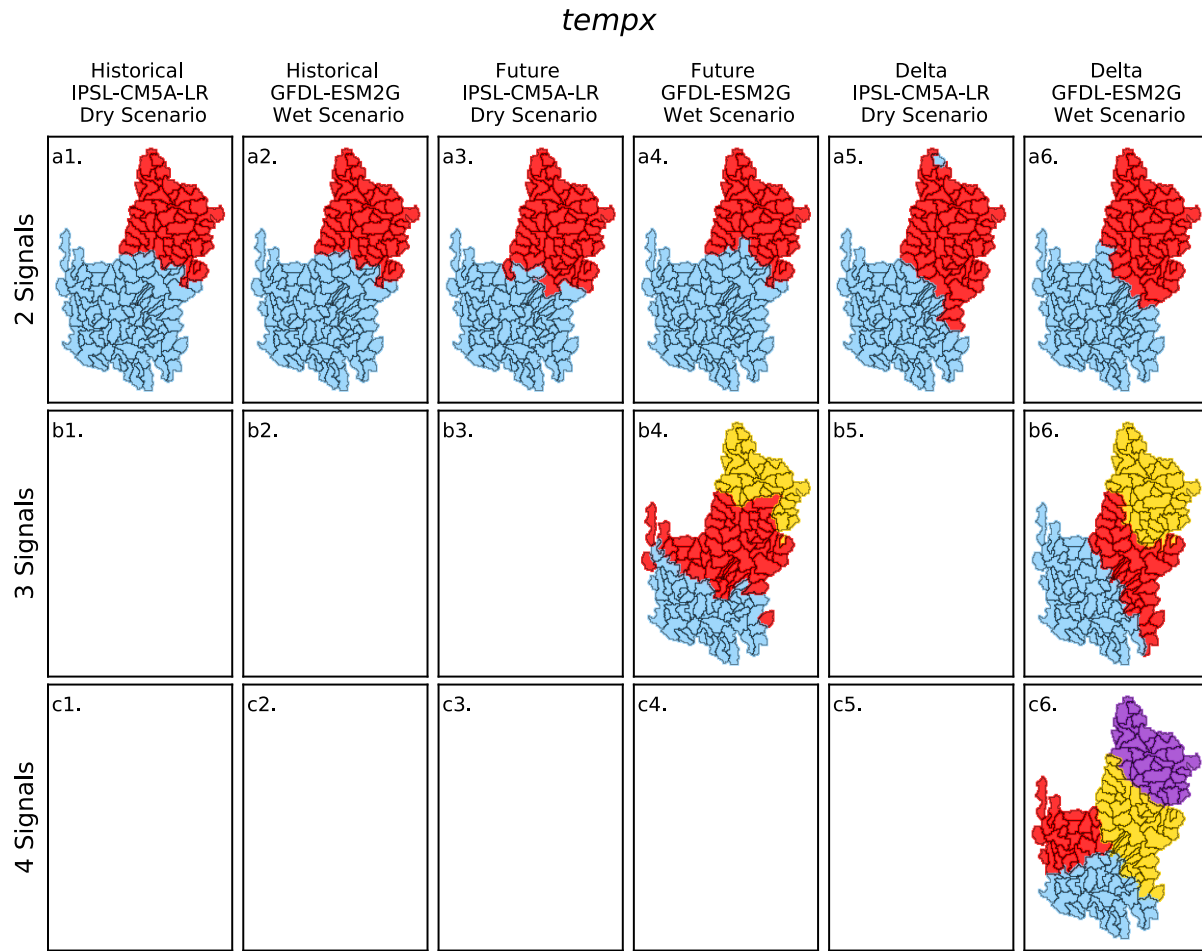 tempx
Historical
IPSL-CM5A-LR
Dry Scenario
Historical
GFDL-ESM2G
Wet Scenario
Future
IPSL-CM5A-LR
Dry Scenario
Future
GFDL-ESM2G
Wet Scenario
Delta
IPSL-CM5A-LR
Dry Scenario
Delta
GFDL-ESM2G
Wet Scenario
2 Signals
a1.
a2.
a3.
a4.
a5.
a6.
3 Signals
b1.
b2.
b3.
b4.
b5.
b6.
4 Signals
c1.
c2.
c3.
c4.
c5.
c6.